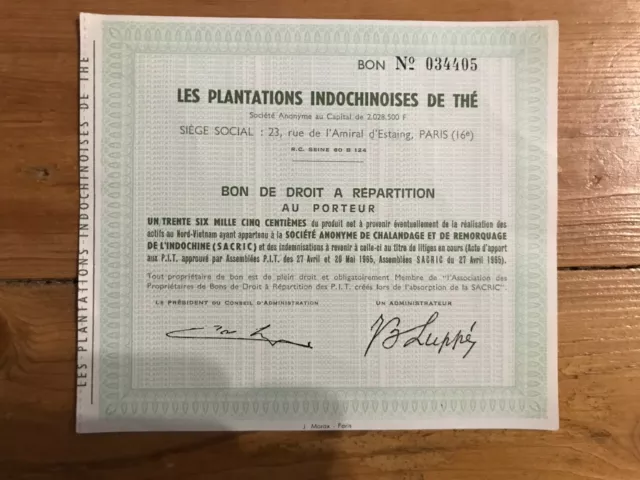 BON Nº 034405
LES PLANTATIONS INDOCHINOISES DE THÉ
Société Anonyme au Capital de 2.028.500 F
SIÈGE SOCIAL : 23, rue de l'Amiral d'Estaing, PARIS (16e)
R.C. SEINE 60 B 124
BON DE DROIT A RÉPARTITION
AU PORTEUR
UN TRENTE SIX MILLE CINQ CENTIÈMES du produit net à provenir éventuellement de la réalisation des
actifs au Nord-Vietnam ayant appartenu à la SOCIÉTÉ ANONYME DE CHALANDAGE ET DE REMORQUAGE
DE L'INDOCHINE (SACRIC) et des indemnisations à revenir à celle-ci au titre de litiges en cours (Acte d'apport
aux P.I.T. approuvé par Assemblées P.I.T. des 27 Avril et 26 Mai 1965, Assemblées SACRIC du 27 Avril 1965).
Tout propriétaire de bon est de plein droit et obligatoirement Membre de "l'Association des
Propriétaires de Bons de Droit à Répartition des P.I.T. créés lors de l'absorption de la SACRIC".
LE PRÉSIDENT DU CONSEIL D'ADMINISTRATION
UN ADMINISTRATEUR
Luppé
J. Moitte Paris
LES PLANTATIONS INDOCHINOISES DE THÉ